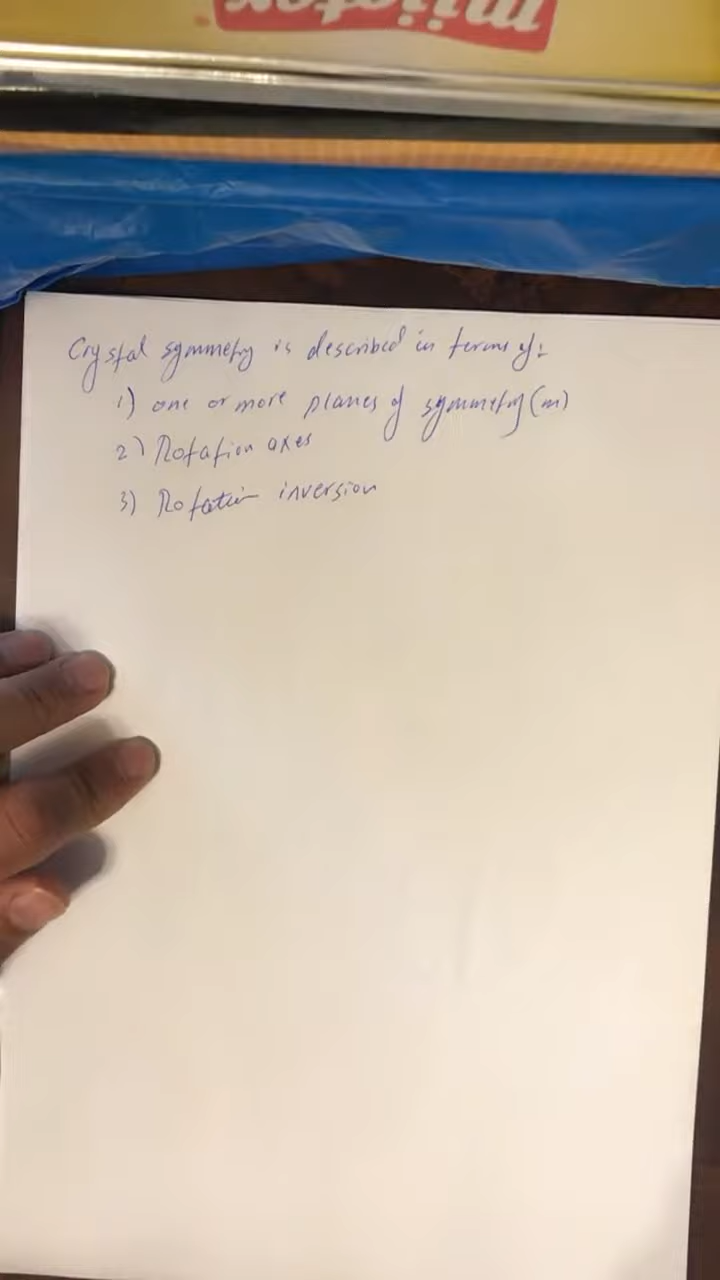 Crystal symmetry is described in terms of:
1) one or more planes of symmetry (m)
2) Rotation axes
3) Rotation inversion